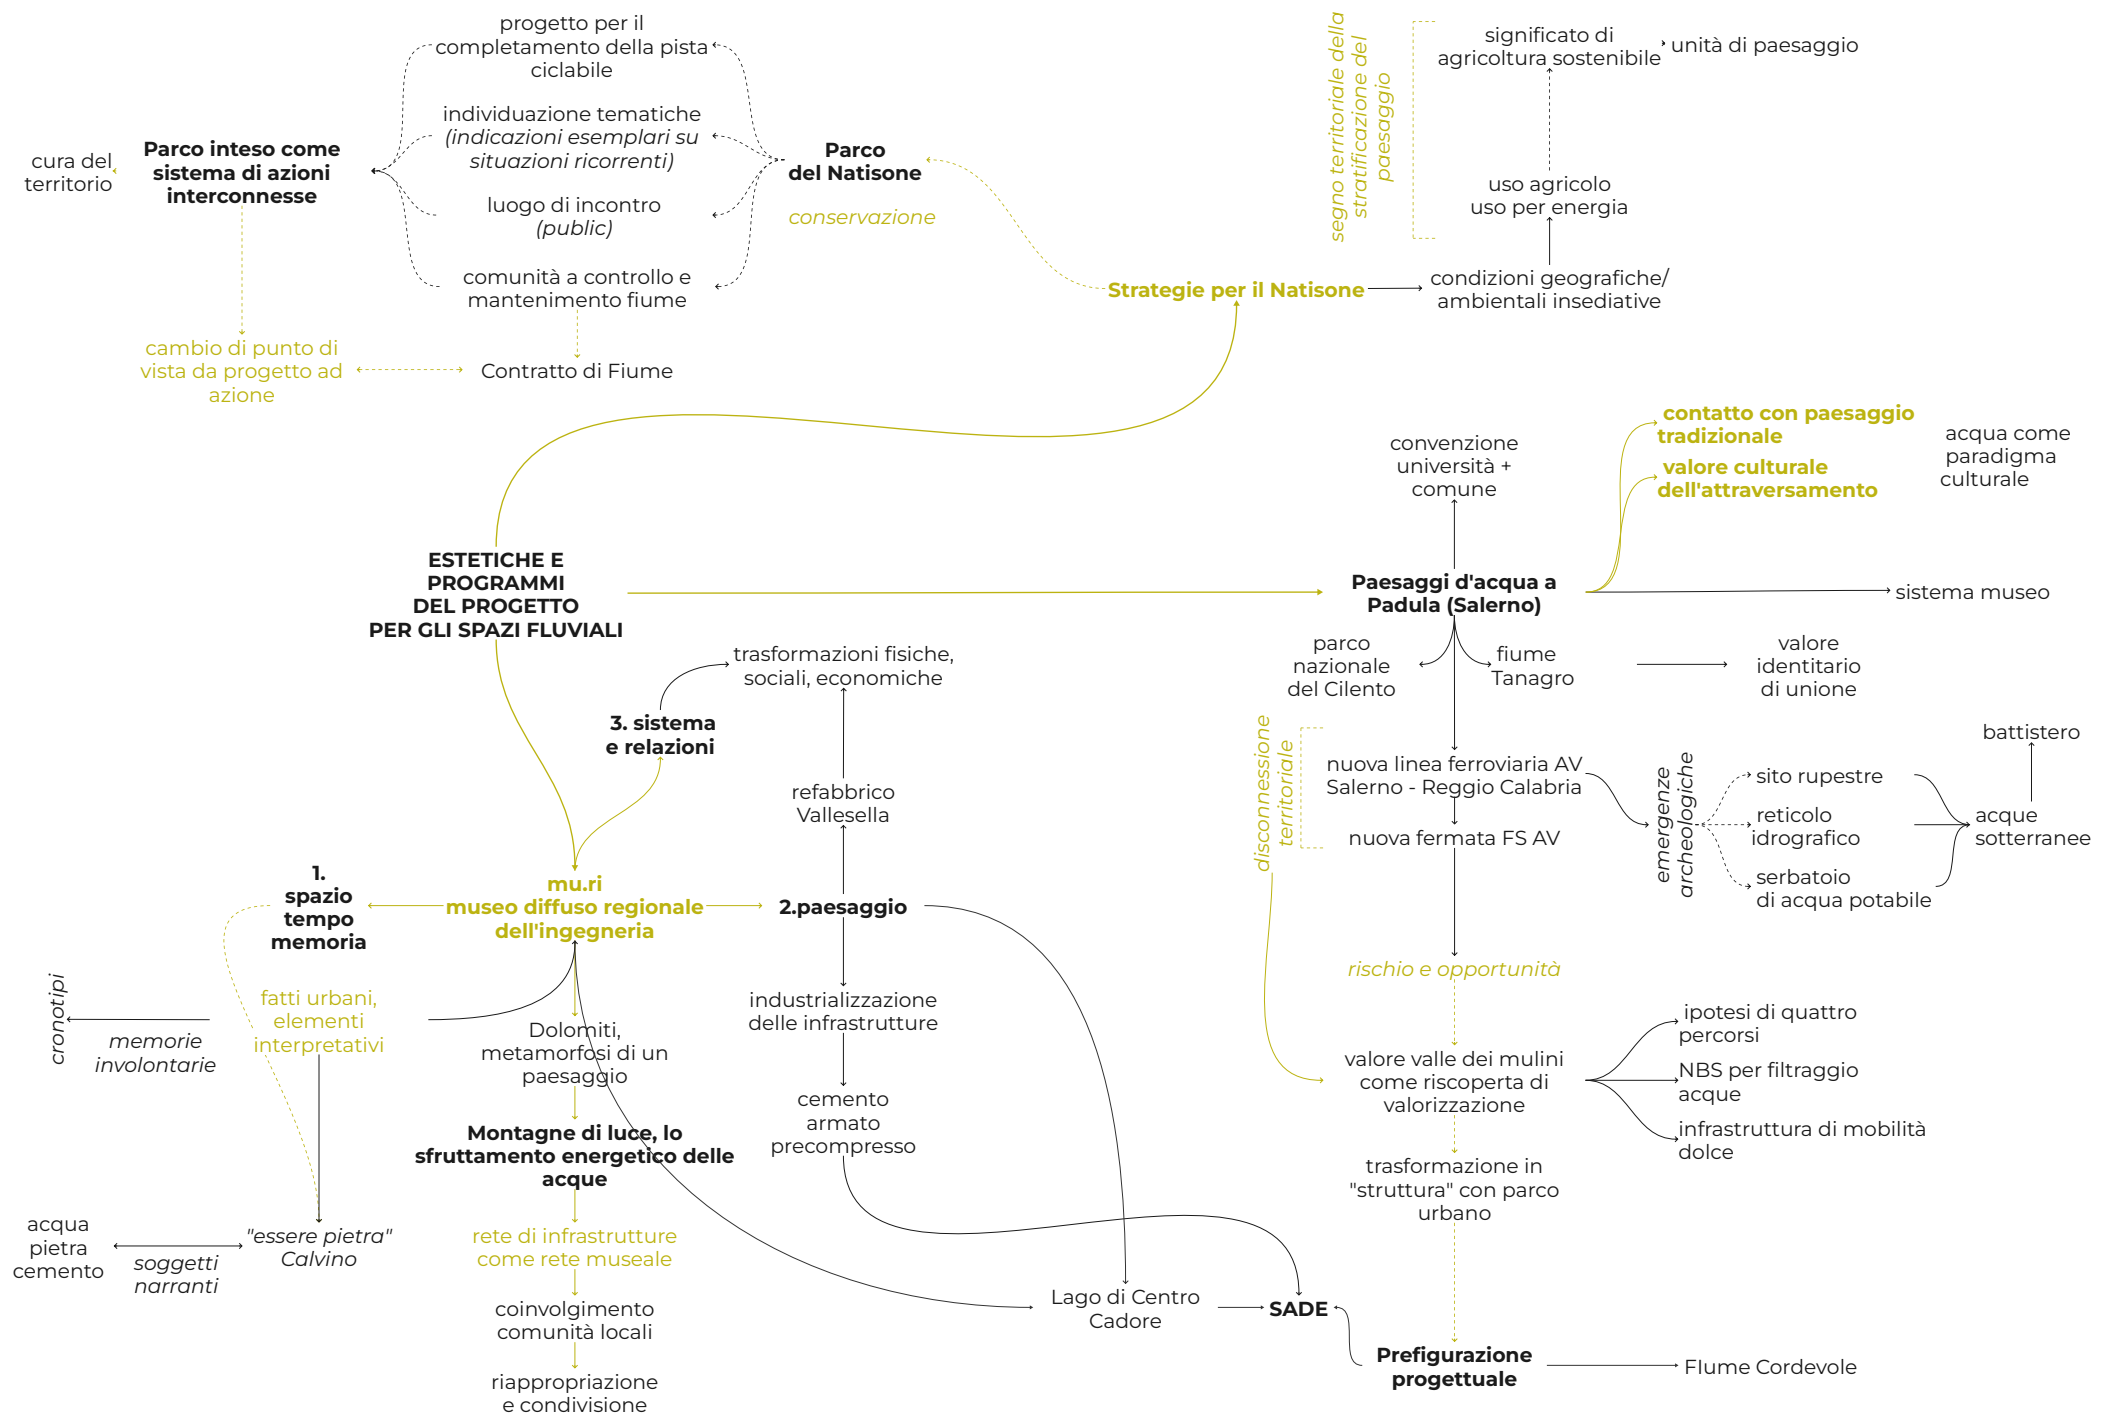 progetto per il
completamento della pista
ciclabile
individuazione tematiche
(indicazioni esemplari su
situazioni ricorrenti)
luogo di incontro
(public)
comunità a controllo e
mantenimento fiume
Contratto di Fiume
cura del
territorio
Parco inteso come
sistema di azioni
interconnesse
cambio di punto di
vista da progetto ad
azione
Parco
del Natisone
conservazione
Strategie per il Natisone
segno territoriale della
stratificazione del
paesaggio
significato di
agricoltura sostenibile
unità di paesaggio
uso agricolo
uso per energia
condizioni geografiche/
ambientali insediative
convenzione
università +
comune
contatto con paesaggio
tradizionale
valore culturale
dell'attraversamento
acqua come
paradigma
culturale
ESTETICHE E
PROGRAMMI
DEL PROGETTO
PER GLI SPAZI FLUVIALI
Paesaggi d'acqua a
Padula (Salerno)
sistema museo
parco
nazionale
del Cilento
fiume
Tanagro
valore
identitario
di unione
trasformazioni fisiche,
sociali, economiche
3. sistema
e relazioni
refabbrico
Vallesella
disconnessione
territoriale
nuova linea ferroviaria AV
Salerno - Reggio Calabria
nuova fermata FS AV
emergenze
archeologiche
sito rupestre
reticolo
idrografico
serbatoio
di acqua potabile
battistero
acque
sotterranee
1.
spazio
tempo
memoria
mu.ri
museo diffuso regionale
dell'ingegneria
2.paesaggio
rischio e opportunità
cronotipi
memorie
involontarie
fatti urbani,
elementi
interpretativi
Dolomiti,
metamorfosi di un
paesaggio
industrializzazione
delle infrastrutture
cemento
armato
precompresso
valore valle dei mulini
come riscoperta di
valorizzazione
ipotesi di quattro
percorsi
NBS per filtraggio
acque
infrastruttura di mobilità
dolce
Montagne di luce, lo
sfruttamento energetico delle
acque
trasformazione in
"struttura" con parco
urbano
acqua
pietra
cemento
soggetti
narranti
"essere pietra"
Calvino
rete di infrastrutture
come rete museale
coinvolgimento
comunità locali
riappropriazione
e condivisione
Lago di Centro
Cadore
SADE
Prefigurazione
progettuale
FIume Cordevole